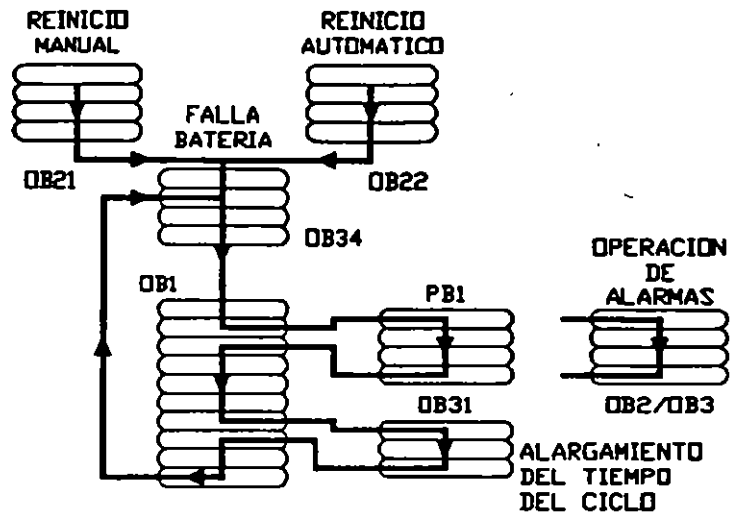 REINICIO
MANUAL
REINICIO
AUTOMATICO
FALLA
BATERIA
OB21
OB22
OB34
OB1
PB1
OPERACION
DE
ALARMAS
OB31
OB2/OB3
ALARGAMIENTO
DEL TIEMPO
DEL CICLO